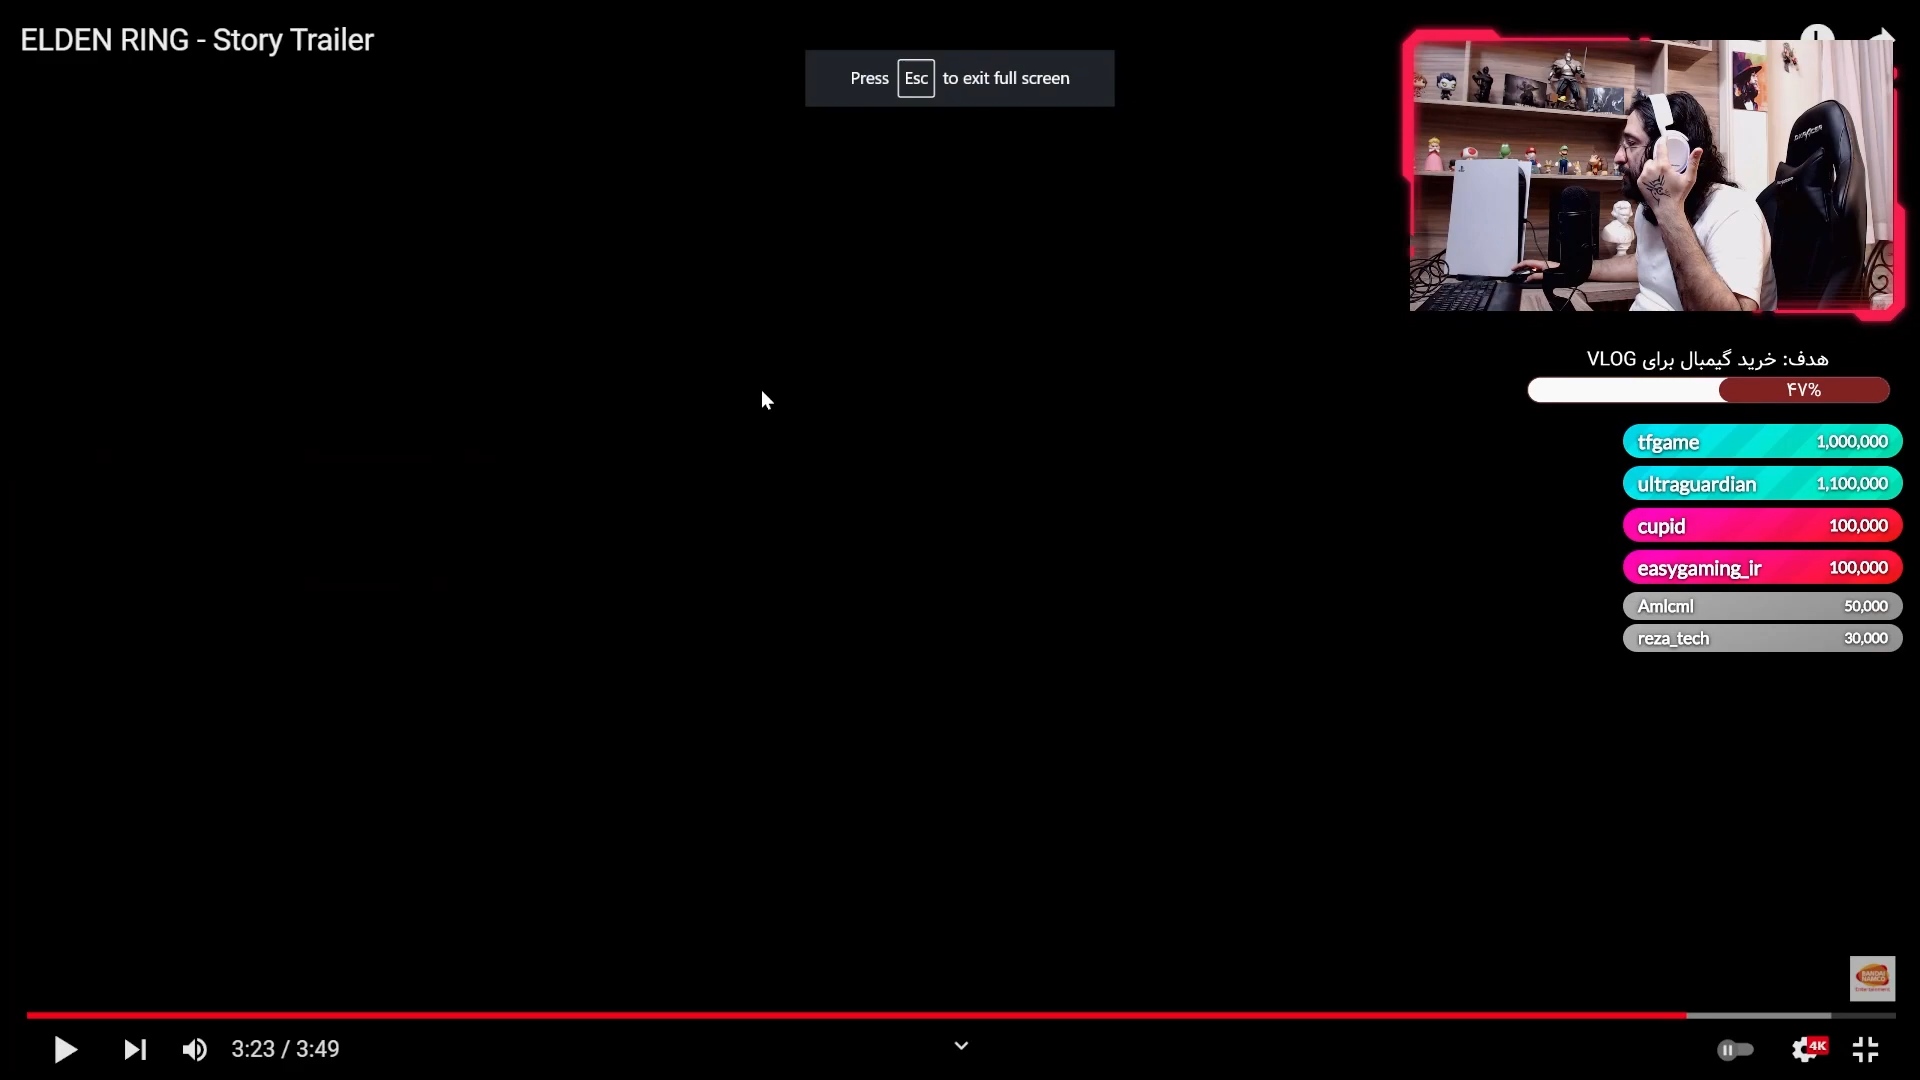 ELDEN RING - Story Trailer
Press Esc to exit full screen
هدف: خرید گیمبال برای VLOG
۴۷%
tfgame 1,000,000
ultraguardian 1,100,000
cupid 100,000
easygaming_ir 100,000
Amlcml 50,000
reza_tech 30,000
BANDAI
NAMCO
3:23 / 3:49
4K